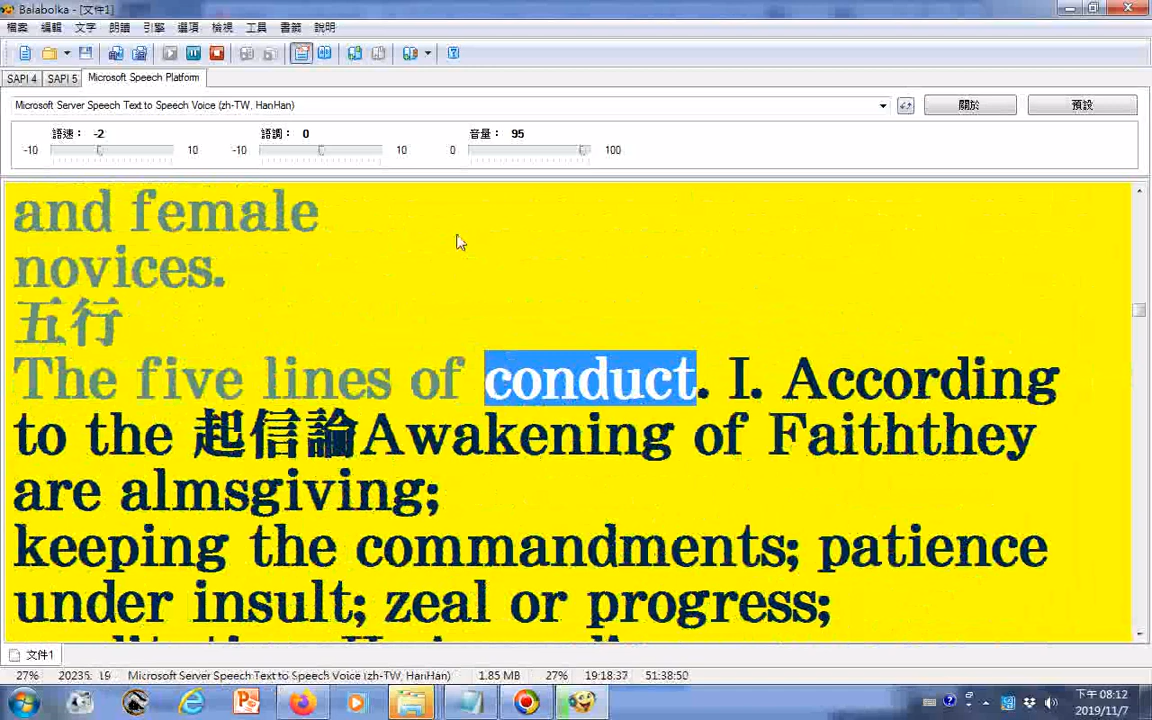 Balabolka - [文件1]
檔案 編輯 文字 朗讀 引擎 選項 檢視 工具 書籤 說明
SAPI 4 SAPI 5 Microsoft Speech Platform
Microsoft Server Speech Text to Speech Voice (zh-TW, HanHan) 關於 預設
語速： -2 語調： 0 音量： 95
-10 10 -10 10 0 100
and female
novices.
五行
The five lines of conduct. I. According
to the 起信論Awakening of Faiththey
are almsgiving;
keeping the commandments; patience
under insult; zeal or progress;
文件1
27% 20235: 19 Microsoft Server Speech Text to Speech Voice (zh-TW, HanHan) 1.85 MB 27% 19:18:37 51:38:50
下午 08:12
2019/11/7